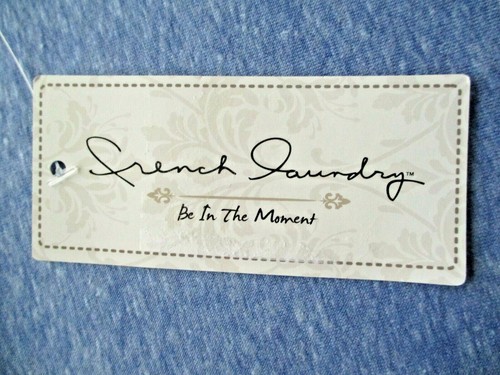 French Laundry™
Be In The Moment